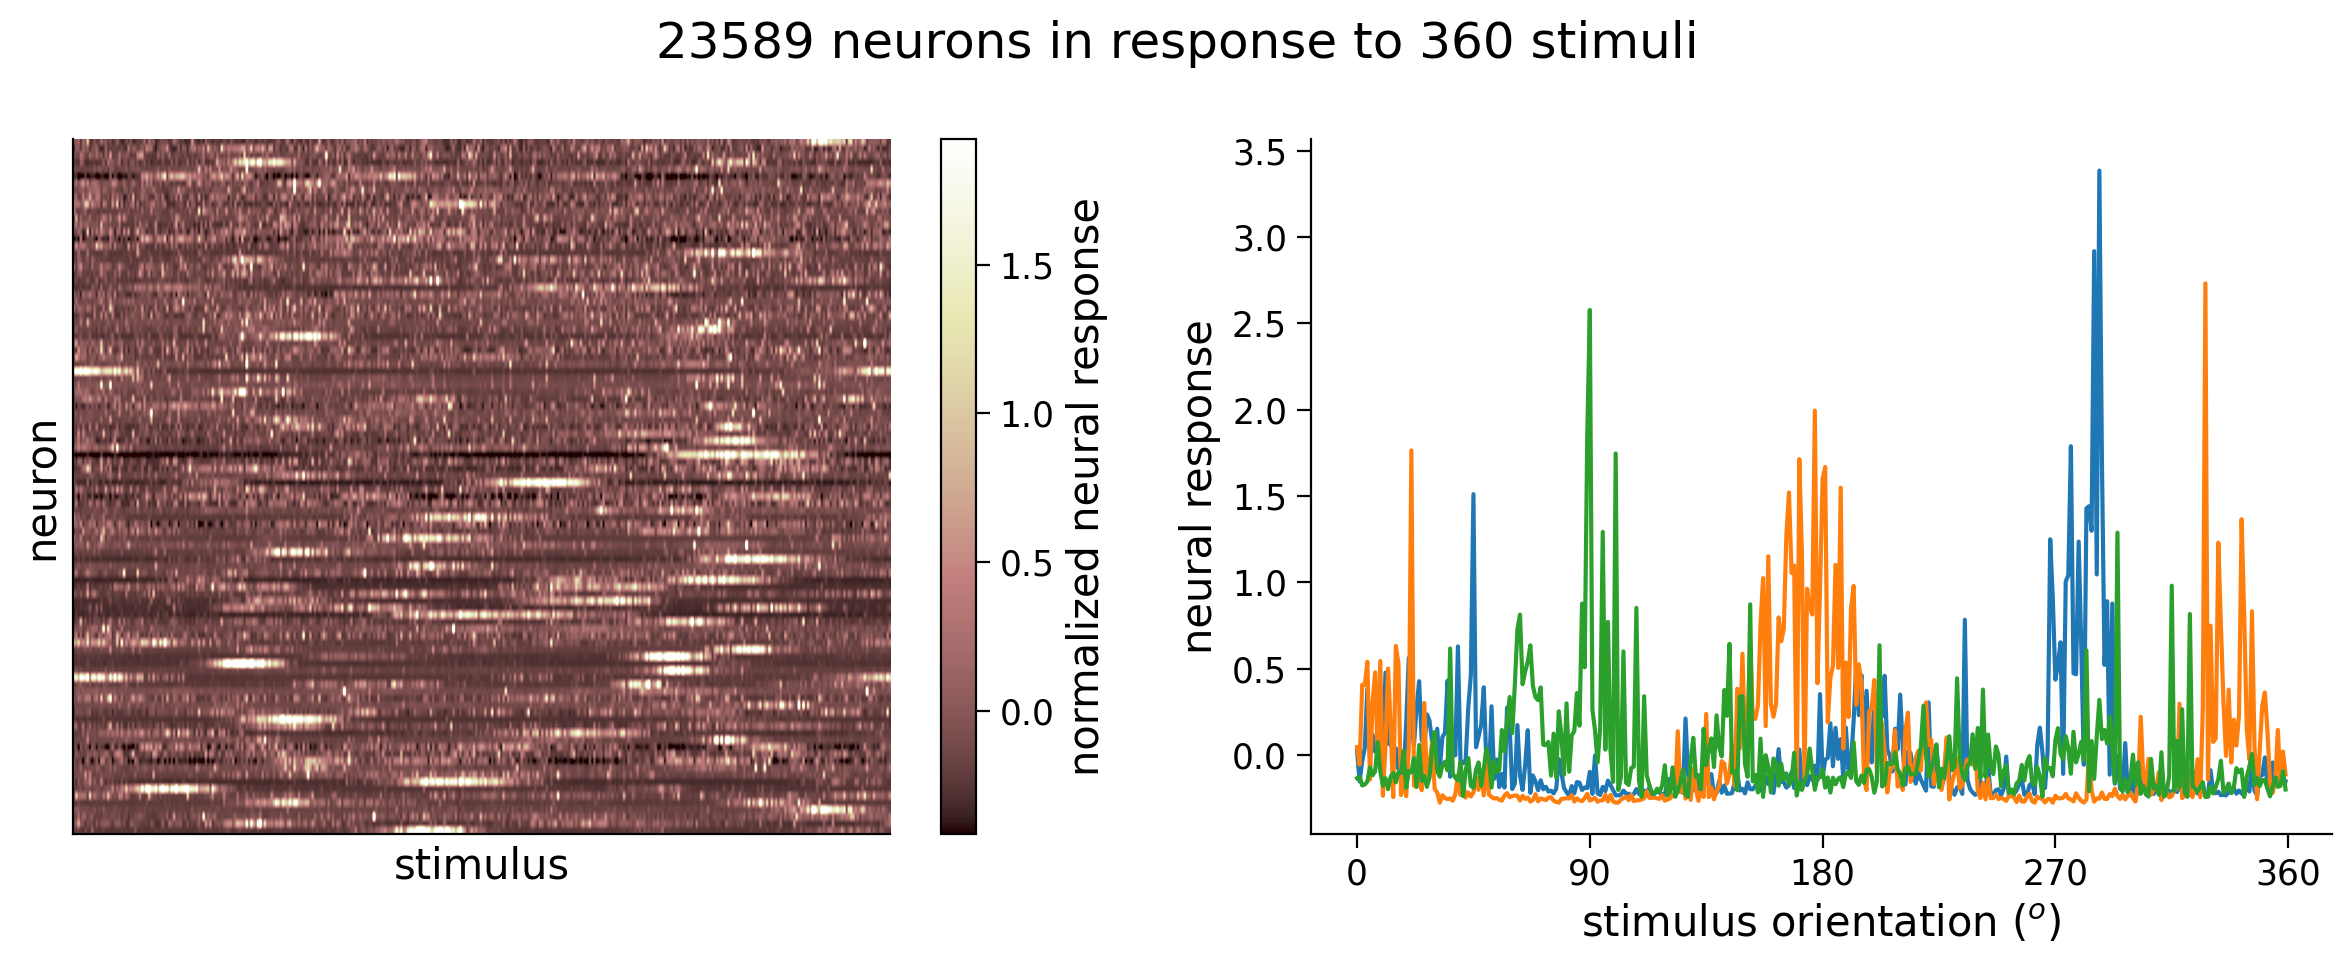 23589 neurons in response to 360 stimuli
neuron
stimulus
1.5
1.0
0.5
0.0
normalized neural response
neural response
3.5
3.0
2.5
2.0
1.5
1.0
0.5
0.0
0 90 180 270 360
stimulus orientation (º)